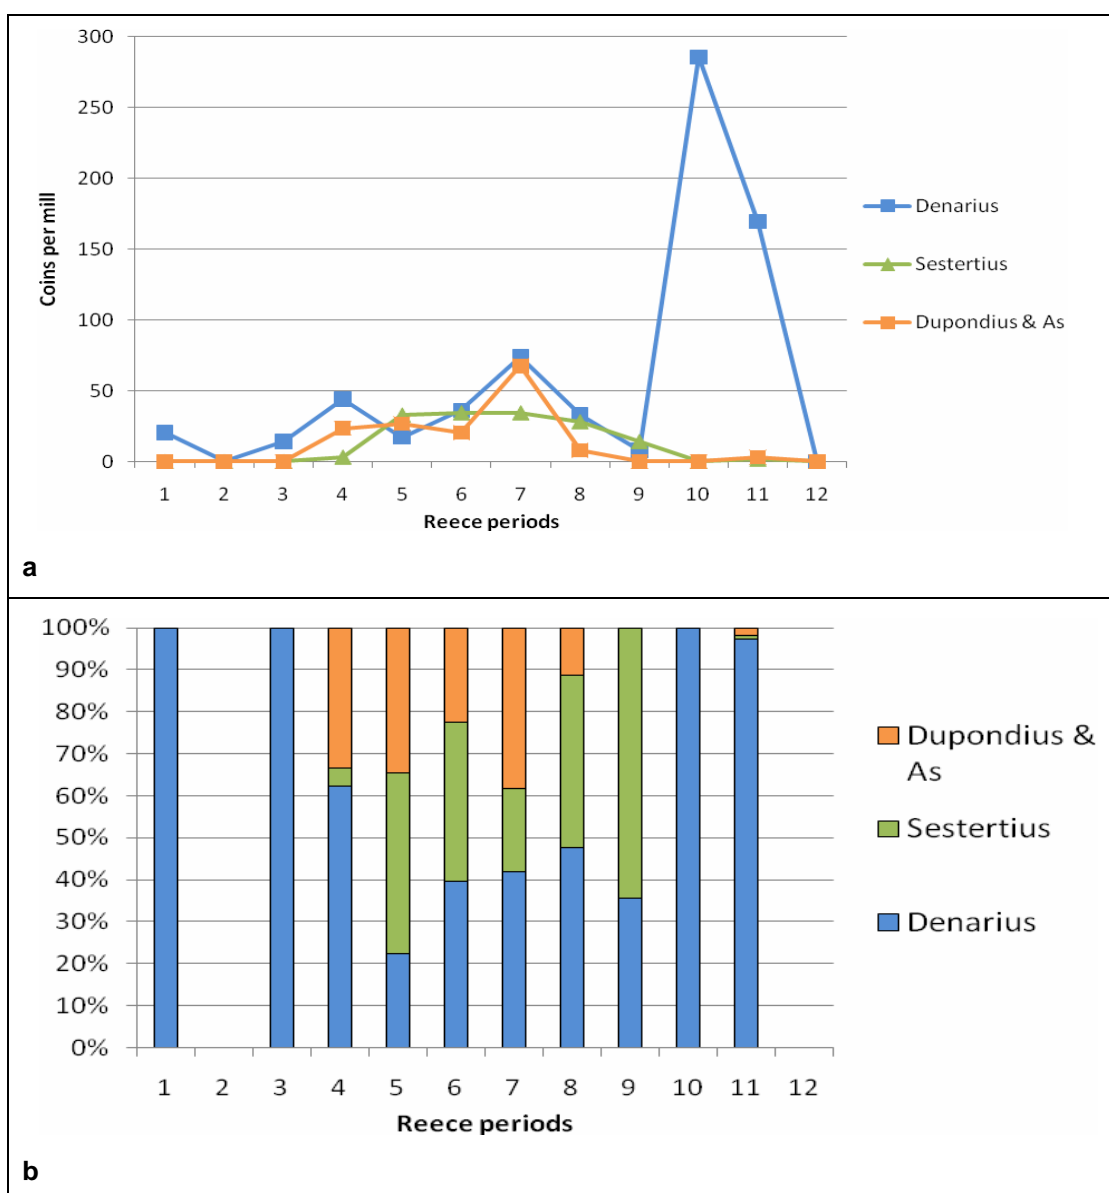 300
250
200
150
100
50
0
Coins per mill
1 2 3 4 5 6 7 8 9 10 11 12
Reece periods
Denarius
Sestertius
Dupondius & As
a
100%
90%
80%
70%
60%
50%
40%
30%
20%
10%
0%
1 2 3 4 5 6 7 8 9 10 11 12
Reece periods
Dupondius &
As
Sestertius
Denarius
b